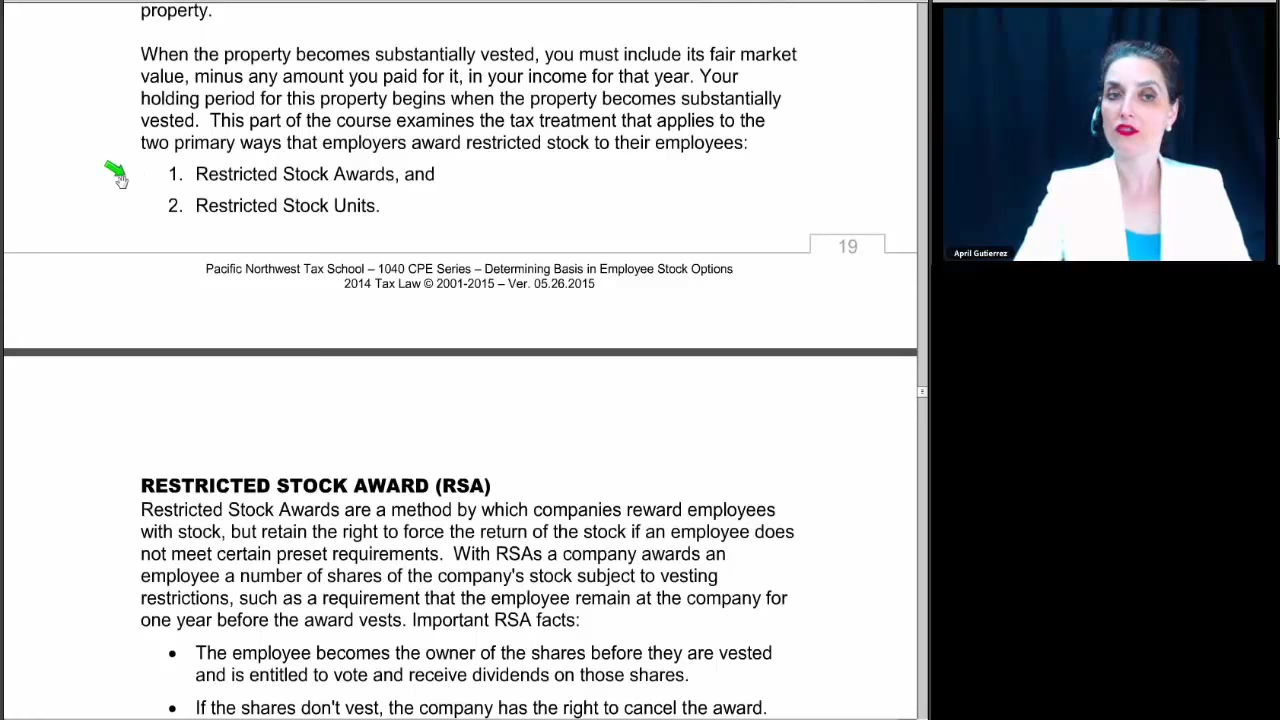 property.
When the property becomes substantially vested, you must include its fair market
value, minus any amount you paid for it, in your income for that year. Your
holding period for this property begins when the property becomes substantially
vested.  This part of the course examines the tax treatment that applies to the
two primary ways that employers award restricted stock to their employees:
1. Restricted Stock Awards, and
2. Restricted Stock Units.
19
Pacific Northwest Tax School – 1040 CPE Series – Determining Basis in Employee Stock Options
2014 Tax Law © 2001-2015 – Ver. 05.26.2015
RESTRICTED STOCK AWARD (RSA)
Restricted Stock Awards are a method by which companies reward employees
with stock, but retain the right to force the return of the stock if an employee does
not meet certain preset requirements.  With RSAs a company awards an
employee a number of shares of the company's stock subject to vesting
restrictions, such as a requirement that the employee remain at the company for
one year before the award vests. Important RSA facts:
• The employee becomes the owner of the shares before they are vested
and is entitled to vote and receive dividends on those shares.
• If the shares don't vest, the company has the right to cancel the award.
April Gutierrez